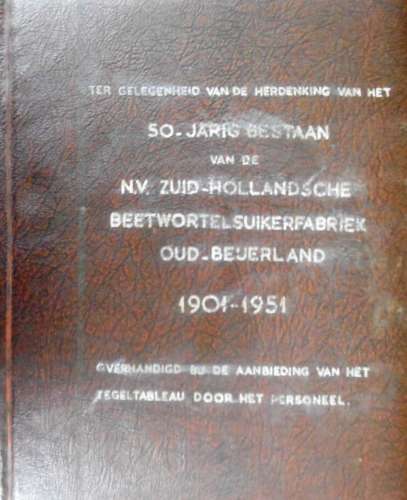 TER GELEGENHEID VAN DE HERDENKING VAN HET
50-JARIG BESTAAN
VAN DE
N.V. ZUID-HOLLANDSCHE
BEETWORTELSUIKERFABRIEK
OUD-BEIJERLAND
1901-1951
OVERHANDIGD BIJ DE AANBIEDING VAN HET
TEGELTABLEAU DOOR HET PERSONEEL.